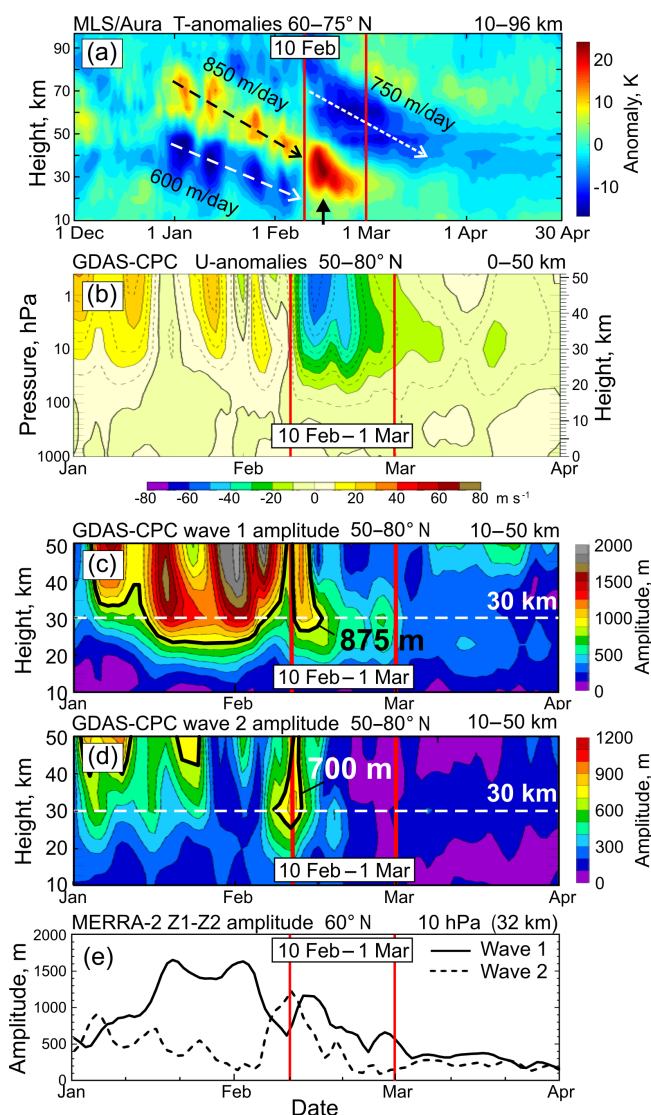 MLS/Aura T-anomalies 60–75° N 10–96 km
(a)
10 Feb
850 m/day
750 m/day
600 m/day
Height, km
90
70
50
30
10
1 Dec 1 Jan 1 Feb 1 Mar 1 Apr 30 Apr
20
10
0
-10
Anomaly, K
GDAS-CPC U-anomalies 50–80° N 0–50 km
(b)
Pressure, hPa
1
10
100
1000
50
40
30
20
10
0
Height, km
10 Feb – 1 Mar
Jan Feb Mar Apr
-80 -60 -40 -20 0 20 40 60 80 m s⁻¹
GDAS-CPC wave 1 amplitude 50–80° N 10–50 km
(c)
Height, km
50
40
30
20
10
30 km
875 m
10 Feb – 1 Mar
Jan Feb Mar Apr
2000
1500
1000
500
0
Amplitude, m
GDAS-CPC wave 2 amplitude 50–80° N 10–50 km
(d)
Height, km
50
40
30
20
10
700 m
30 km
10 Feb – 1 Mar
Jan Feb Mar Apr
1200
900
600
300
0
Amplitude, m
MERRA-2 Z1-Z2 amplitude 60° N 10 hPa (32 km)
(e)
10 Feb – 1 Mar
Wave 1
Wave 2
Amplitude, m
2000
1500
1000
500
0
Jan Feb Mar Apr
Date